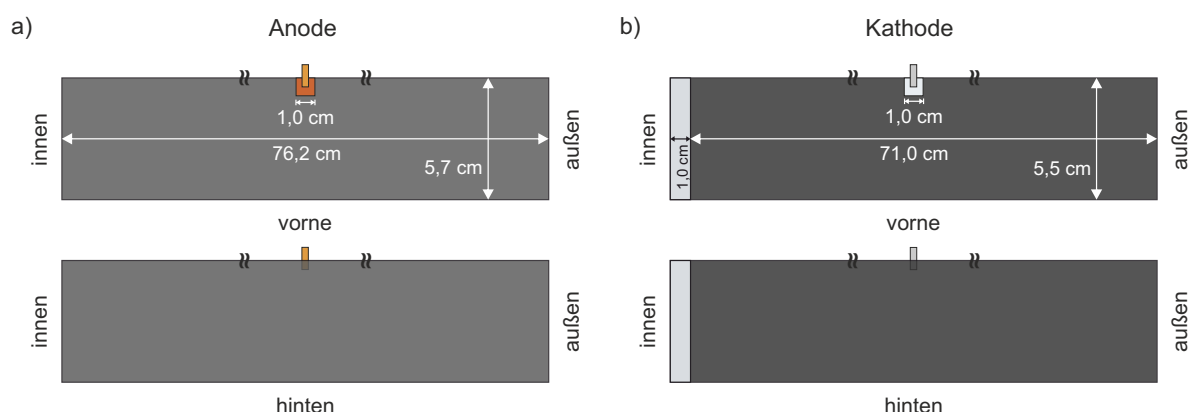 a)
Anode
1,0 cm
76,2 cm
5,7 cm
innen
außen
vorne
innen
außen
hinten
b)
Kathode
1,0 cm
1,0 cm
71,0 cm
5,5 cm
innen
außen
vorne
innen
außen
hinten